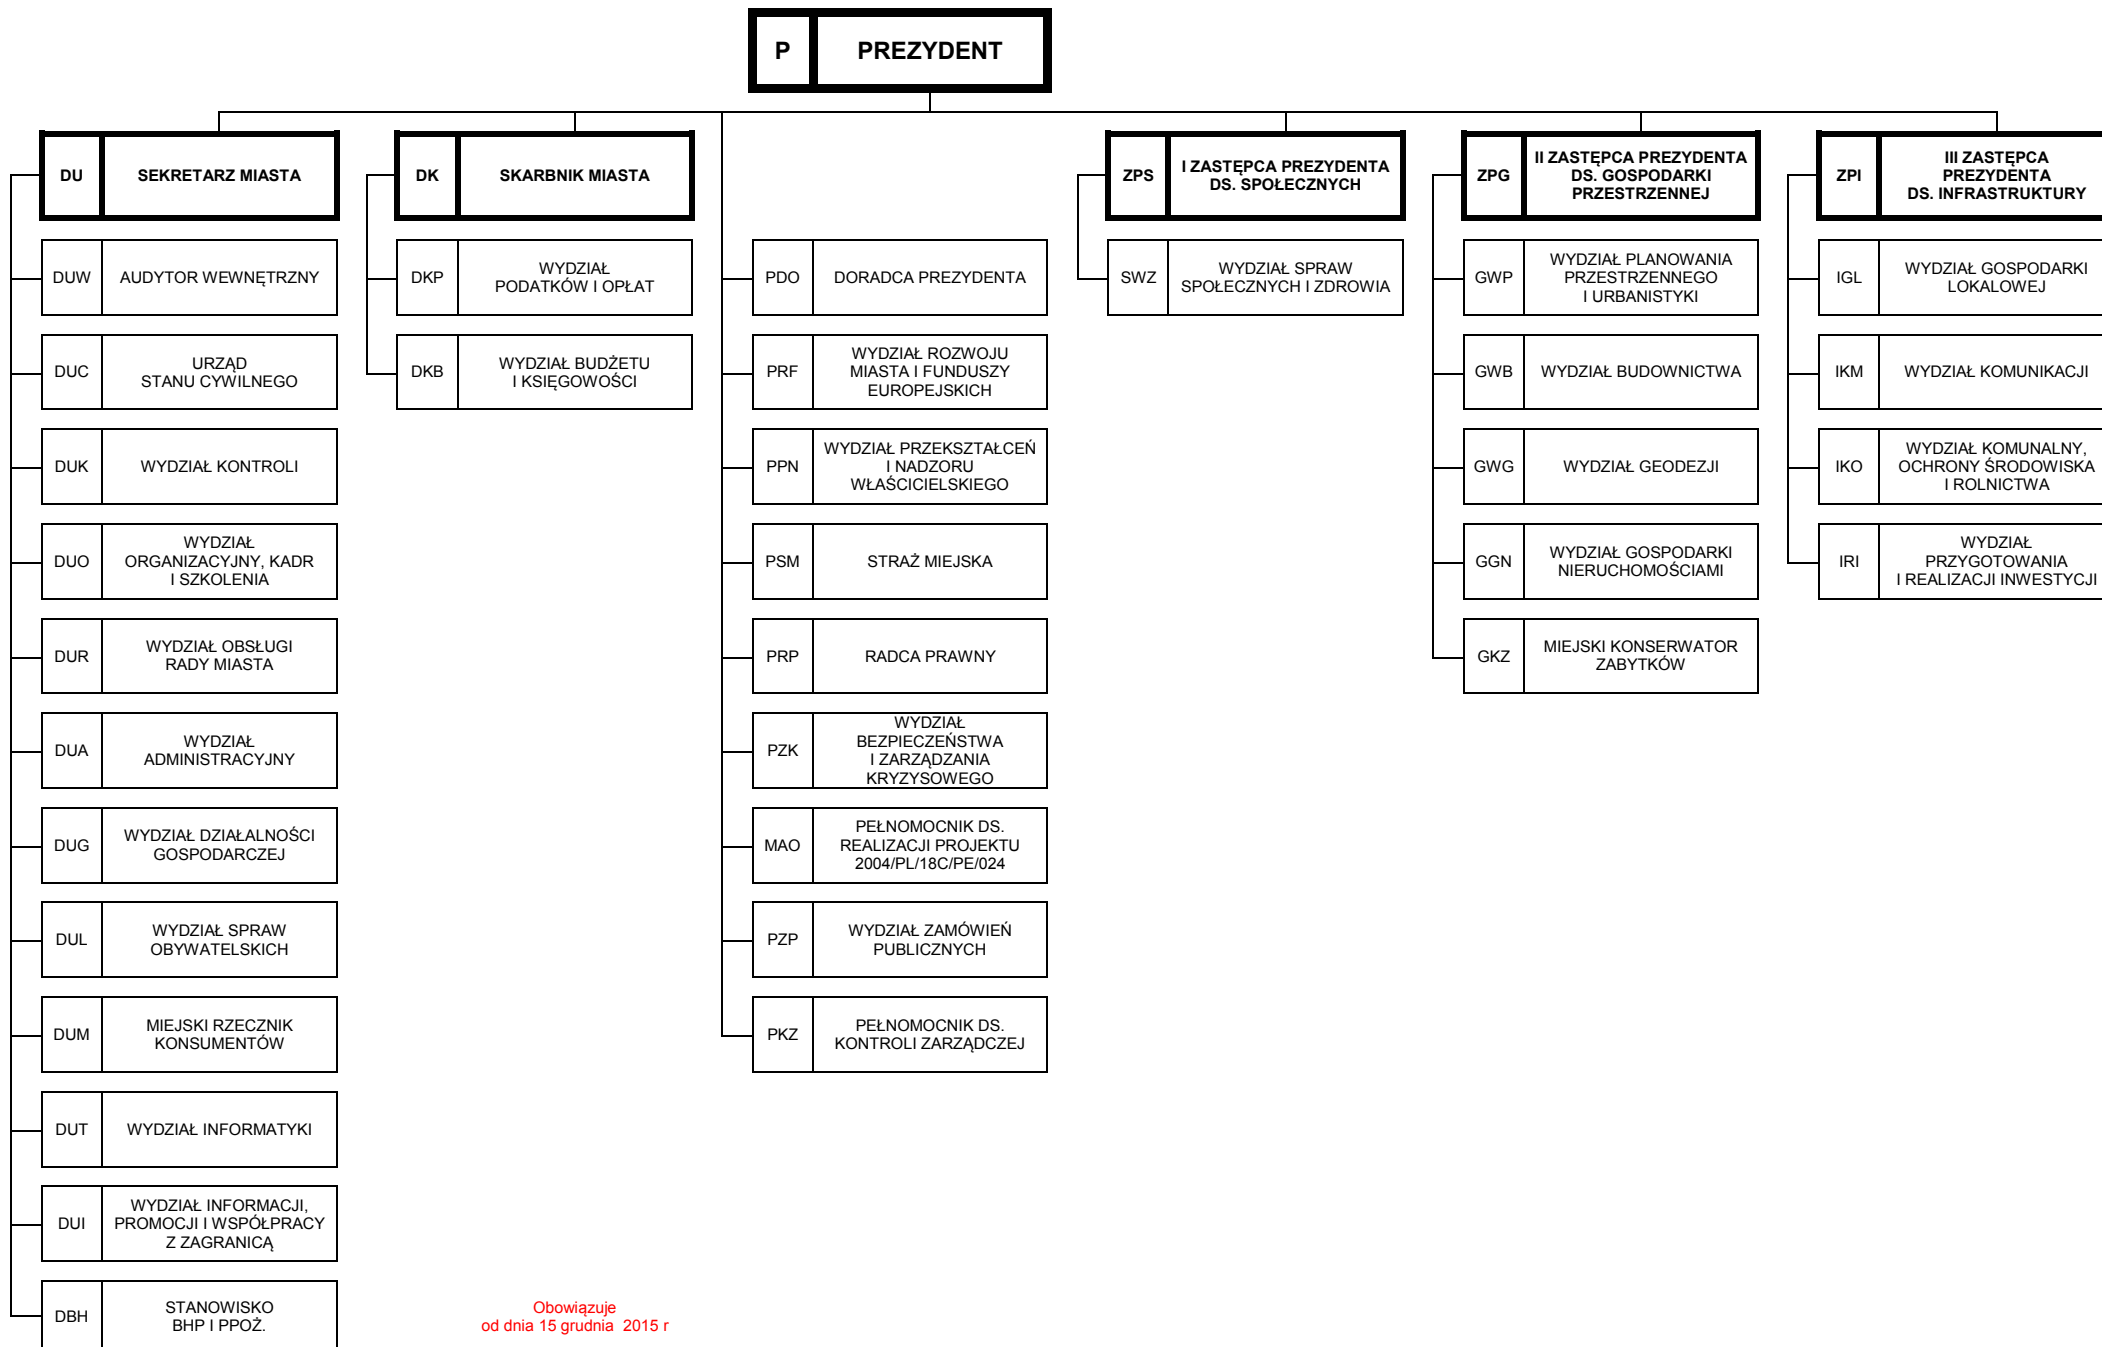 P
PREZYDENT
DU
SEKRETARZ MIASTA
DUW
AUDYTOR WEWNĘTRZNY
DUC
URZĄD
STANU CYWILNEGO
DUK
WYDZIAŁ KONTROLI
DUO
WYDZIAŁ
ORGANIZACYJNY, KADR
I SZKOLENIA
DUR
WYDZIAŁ OBSŁUGI
RADY MIASTA
DUA
WYDZIAŁ
ADMINISTRACYJNY
DUG
WYDZIAŁ DZIAŁALNOŚCI
GOSPODARCZEJ
DUL
WYDZIAŁ SPRAW
OBYWATELSKICH
DUM
MIEJSKI RZECZNIK
KONSUMENTÓW
DUT
WYDZIAŁ INFORMATYKI
DUI
WYDZIAŁ INFORMACJI,
PROMOCJI I WSPÓŁPRACY
Z ZAGRANICĄ
DBH
STANOWISKO
BHP I PPOŻ.
DK
SKARBNIK MIASTA
DKP
WYDZIAŁ
PODATKÓW I OPŁAT
DKB
WYDZIAŁ BUDŻETU
I KSIĘGOWOŚCI
PDO
DORADCA PREZYDENTA
PRF
WYDZIAŁ ROZWOJU
MIASTA I FUNDUSZY
EUROPEJSKICH
PPN
WYDZIAŁ PRZEKSZTAŁCEŃ
I NADZORU
WŁAŚCICIELSKIEGO
PSM
STRAŻ MIEJSKA
PRP
RADCA PRAWNY
PZK
WYDZIAŁ
BEZPIECZEŃSTWA
I ZARZĄDZANIA
KRYZYSOWEGO
MAO
PEŁNOMOCNIK DS.
REALIZACJI PROJEKTU
2004/PL/18C/PE/024
PZP
WYDZIAŁ ZAMÓWIEŃ
PUBLICZNYCH
PKZ
PEŁNOMOCNIK DS.
KONTROLI ZARZĄDCZEJ
ZPS
I ZASTĘPCA PREZYDENTA
DS. SPOŁECZNYCH
SWZ
WYDZIAŁ SPRAW
SPOŁECZNYCH I ZDROWIA
ZPG
II ZASTĘPCA PREZYDENTA
DS. GOSPODARKI
PRZESTRZENNEJ
GWP
WYDZIAŁ PLANOWANIA
PRZESTRZENNEGO
I URBANISTYKI
GWB
WYDZIAŁ BUDOWNICTWA
GWG
WYDZIAŁ GEODEZJI
GGN
WYDZIAŁ GOSPODARKI
NIERUCHOMOŚCIAMI
GKZ
MIEJSKI KONSERWATOR
ZABYTKÓW
ZPI
III ZASTĘPCA
PREZYDENTA
DS. INFRASTRUKTURY
IGL
WYDZIAŁ GOSPODARKI
LOKALOWEJ
IKM
WYDZIAŁ KOMUNIKACJI
IKO
WYDZIAŁ KOMUNALNY,
OCHRONY ŚRODOWISKA
I ROLNICTWA
IRI
WYDZIAŁ
PRZYGOTOWANIA
I REALIZACJI INWESTYCJI
Obowiązuje
od dnia 15 grudnia 2015 r